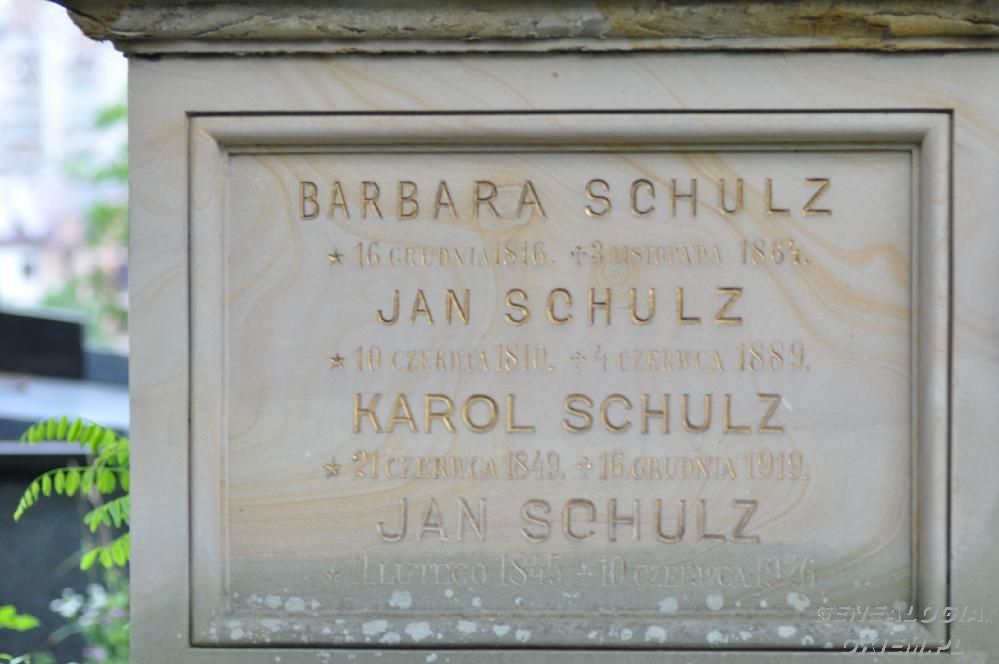 BARBARA SCHULZ
* 16 GRUDNIA 1816. + 3 LISTOPADA 1864.
JAN SCHULZ
* 10 CZERWCA 1810. + 4 CZERWCA 1889.
KAROL SCHULZ
* 21 CZERWCA 1849. + 16 GRUDNIA 1919.
JAN SCHULZ
* 11 LUTEGO 1845. + 10 CZERWCA 1926
GENEALOGIA.
OKIEM.PL